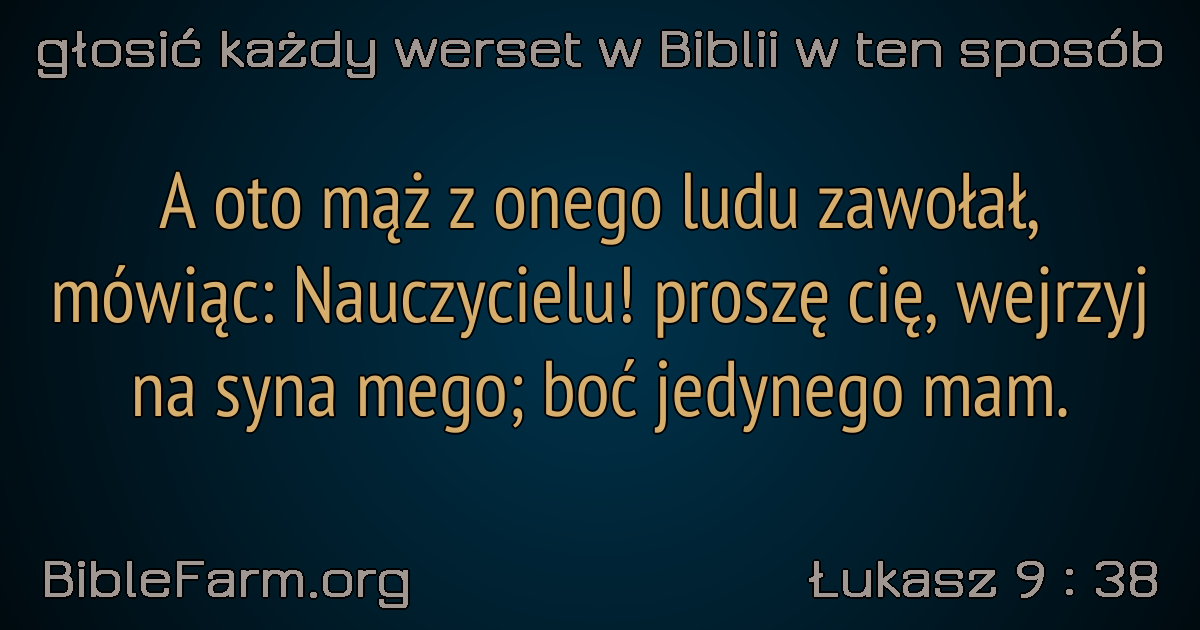 głosić każdy werset w Biblii w ten sposób
A oto mąż z onego ludu zawołał,
mówiąc: Nauczycielu! proszę cię, wejrzyj
na syna mego; boć jedynego mam.
BibleFarm.org
Łukasz 9 : 38